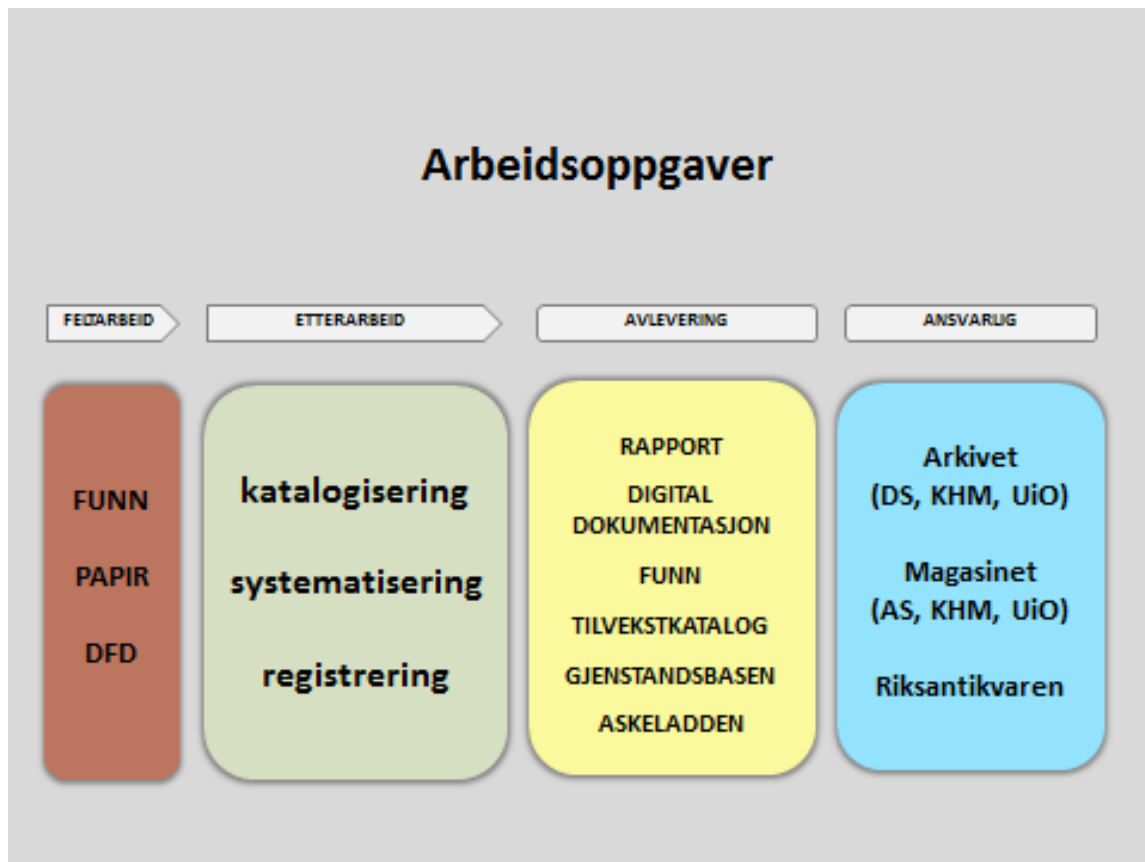 Arbeidsoppgaver
FELTARBEID
ETTERARBEID
AVLEVERING
ANSVARLIG
FUNN
PAPIR
DFD
katalogisering
systematisering
registrering
RAPPORT
DIGITAL
DOKUMENTASJON
FUNN
TILVEKSTKATALOG
GJENSTANDSBASEN
ASKELADDEN
Arkivet
(DS, KHM, UiO)
Magasinet
(AS, KHM, UiO)
Riksantikvaren